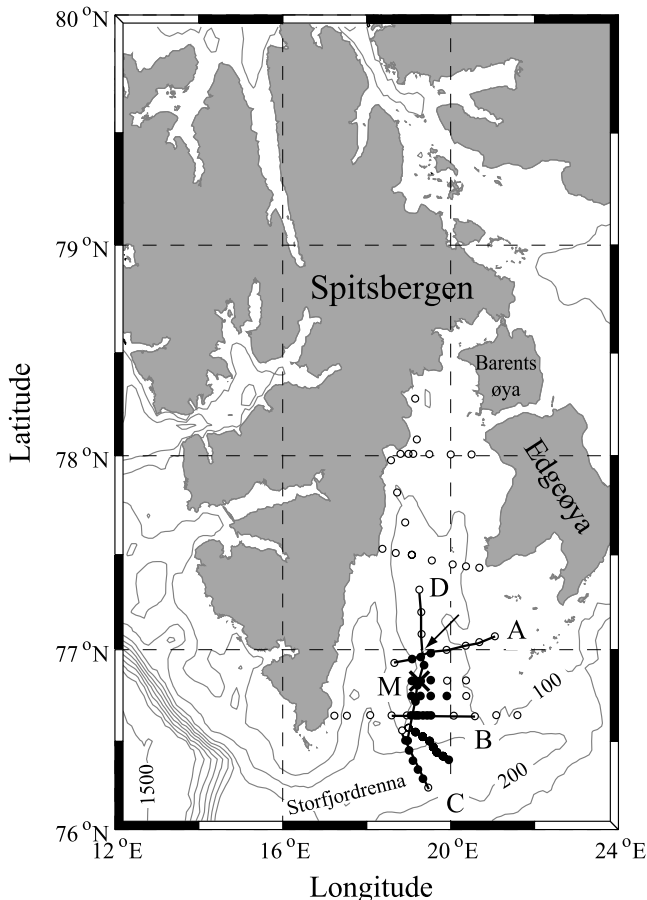 80 °N
79 °N
78 °N
77 °N
76 °N
12 °E
16 °E
20 °E
24 °E
Latitude
Longitude
Spitsbergen
Barents
øya
Edgeøya
D
A
M
B
C
100
200
1500
Storfjordrenna